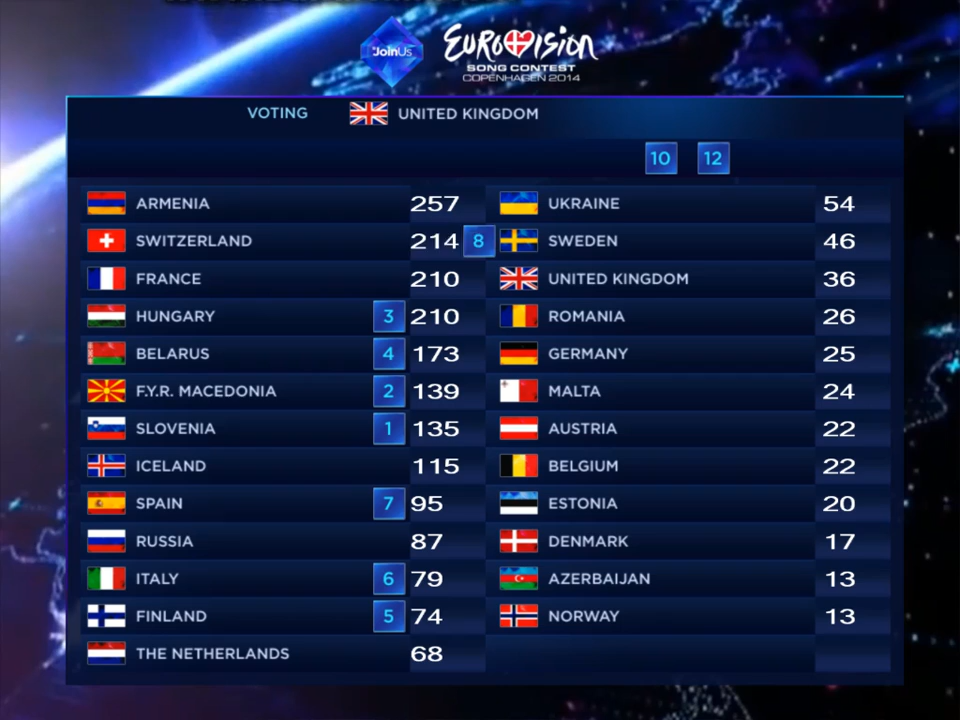 JoinUs
EUROVISION
SONG CONTEST
COPENHAGEN 2014
VOTING UNITED KINGDOM
10 12
ARMENIA 257
SWITZERLAND 214
FRANCE 210
HUNGARY 3 210
BELARUS 4 173
F.Y.R. MACEDONIA 2 139
SLOVENIA 1 135
ICELAND 115
SPAIN 7 95
RUSSIA 87
ITALY 6 79
FINLAND 5 74
THE NETHERLANDS 68
UKRAINE 54
8 SWEDEN 46
UNITED KINGDOM 36
ROMANIA 26
GERMANY 25
MALTA 24
AUSTRIA 22
BELGIUM 22
ESTONIA 20
DENMARK 17
AZERBAIJAN 13
NORWAY 13